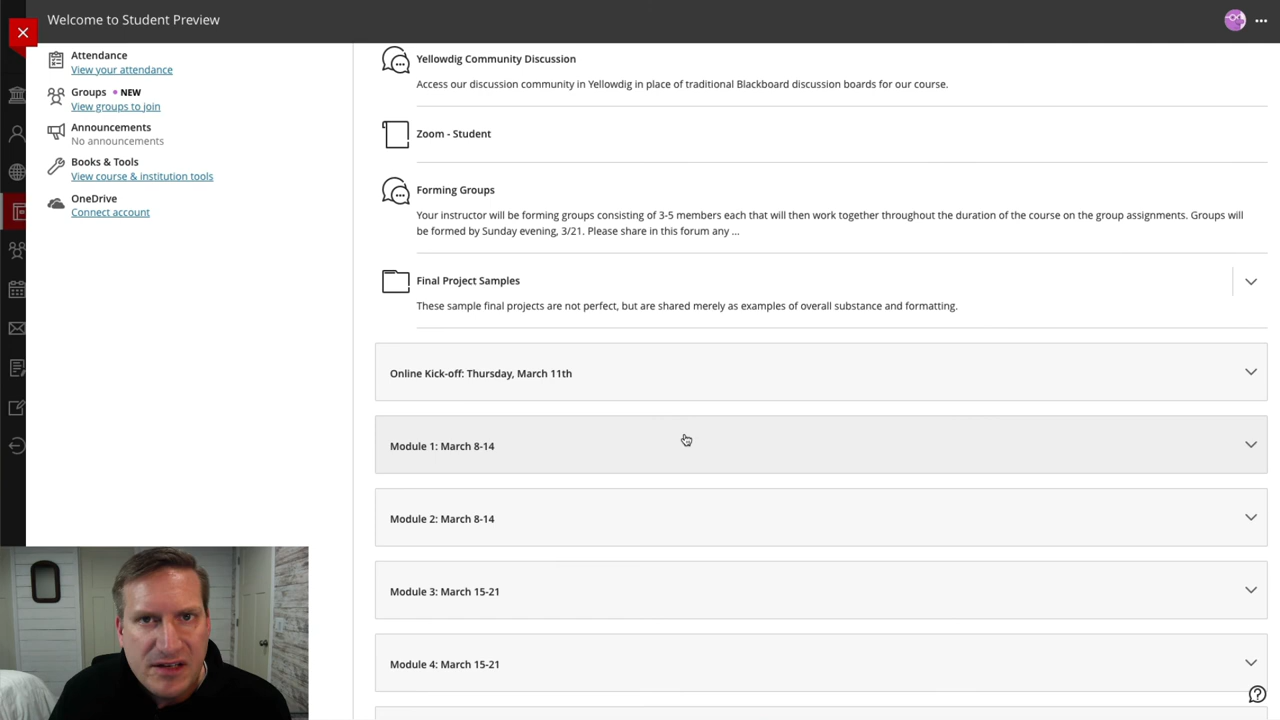 Welcome to Student Preview
Attendance
View your attendance
Groups • NEW
View groups to join
Announcements
No announcements
Books & Tools
View course & institution tools
OneDrive
Connect account
Yellowdig Community Discussion
Access our discussion community in Yellowdig in place of traditional Blackboard discussion boards for our course.
Zoom - Student
Forming Groups
Your instructor will be forming groups consisting of 3-5 members each that will then work together throughout the duration of the course on the group assignments. Groups will
be formed by Sunday evening, 3/21. Please share in this forum any ...
Final Project Samples
These sample final projects are not perfect, but are shared merely as examples of overall substance and formatting.
Online Kick-off: Thursday, March 11th
Module 1: March 8-14
Module 2: March 8-14
Module 3: March 15-21
Module 4: March 15-21